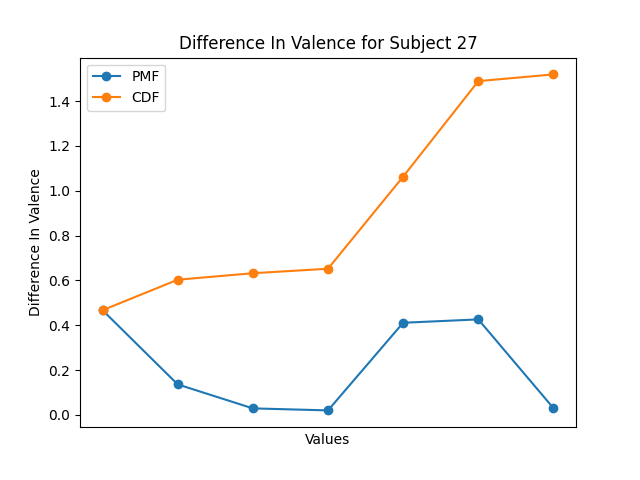 Difference In Valence for Subject 27
PMF
CDF
1.4
1.2
1.0
0.8
0.6
0.4
0.2
0.0
Difference In Valence
Values